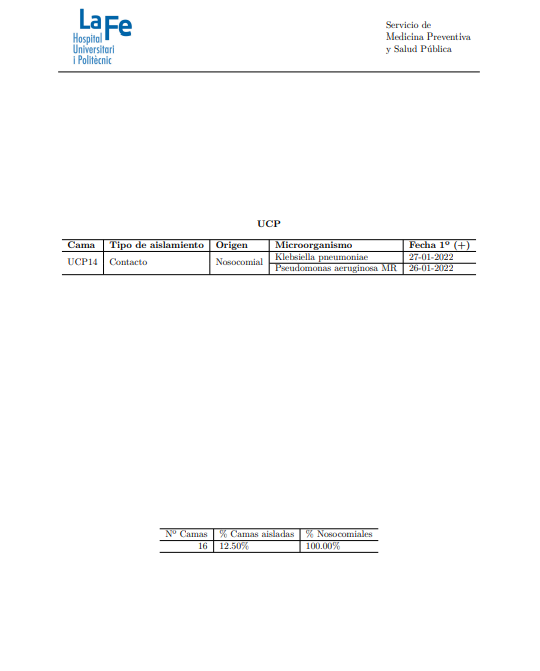 LaFe
Hospital
Universitari
i Politècnic
Servicio de
Medicina Preventiva
y Salud Pública
UCP
Cama Tipo de aislamiento Origen Microorganismo Fecha 1º (+)
UCP14 Contacto Nosocomial Klebsiella pneumoniae 27-01-2022
Pseudomonas aeruginosa MR 26-01-2022
Nº Camas % Camas aisladas % Nosocomiales
16 12.50% 100.00%